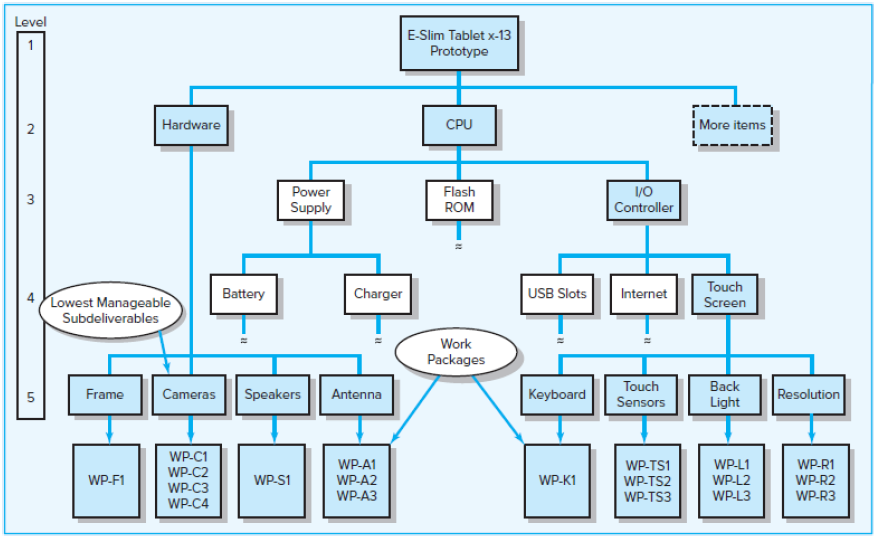 Level
1
E-Slim Tablet x-13
Prototype
2
Hardware
CPU
More items
3
Power
Supply
Flash
ROM
I/O
Controller
≈
4
Lowest Manageable
Subdeliverables
Battery
Charger
USB Slots
Internet
Touch
Screen
≈
≈
≈
≈
Work
Packages
5
Frame
Cameras
Speakers
Antenna
Keyboard
Touch
Sensors
Back
Light
Resolution
WP-F1
WP-C1
WP-C2
WP-C3
WP-C4
WP-S1
WP-A1
WP-A2
WP-A3
WP-K1
WP-TS1
WP-TS2
WP-TS3
WP-L1
WP-L2
WP-L3
WP-R1
WP-R2
WP-R3